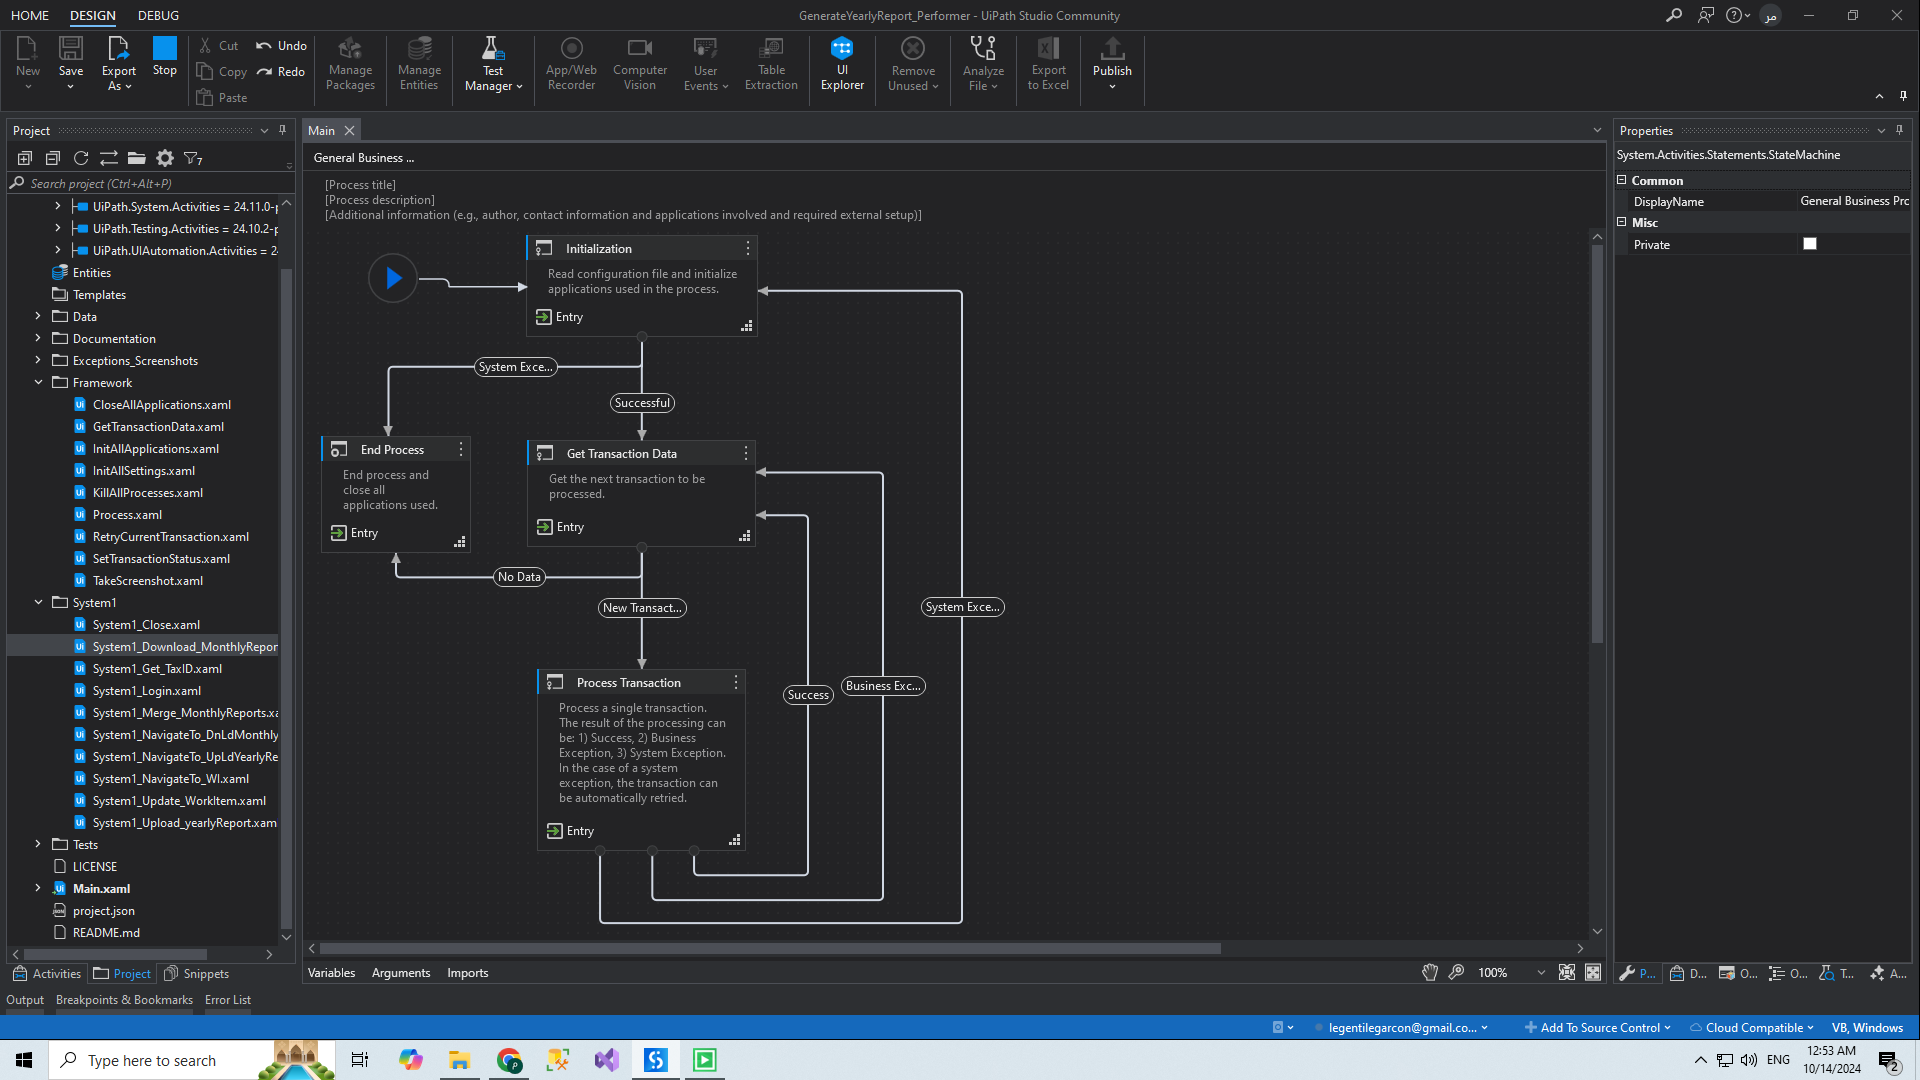 HOME DESIGN DEBUG
GenerateYearlyReport_Performer - UiPath Studio Community
مر
New
Save
Export As
Stop
Cut
Copy
Paste
Undo
Redo
Manage Packages
Manage Entities
Test Manager
App/Web Recorder
Computer Vision
User Events
Table Extraction
UI Explorer
Remove Unused
Analyze File
Export to Excel
Publish
Project
7
Search project (Ctrl+Alt+P)
UiPath.System.Activities = 24.11.0-p
UiPath.Testing.Activities = 24.10.2-p
UiPath.UIAutomation.Activities = 24
Entities
Templates
Data
Documentation
Exceptions_Screenshots
Framework
CloseAllApplications.xaml
GetTransactionData.xaml
InitAllApplications.xaml
InitAllSettings.xaml
KillAllProcesses.xaml
Process.xaml
RetryCurrentTransaction.xaml
SetTransactionStatus.xaml
TakeScreenshot.xaml
System1
System1_Close.xaml
System1_Download_MonthlyRepor
System1_Get_TaxID.xaml
System1_Login.xaml
System1_Merge_MonthlyReports.xa
System1_NavigateTo_DnLdMonthly
System1_NavigateTo_UpLdYearlyRe
System1_NavigateTo_WI.xaml
System1_Update_WorkItem.xaml
System1_Upload_yearlyReport.xam
Tests
LICENSE
Main.xaml
project.json
README.md
Activities Project Snippets
Output Breakpoints & Bookmarks Error List
Main
General Business ...
[Process title]
[Process description]
[Additional information (e.g., author, contact information and applications involved and required external setup)]
Initialization
Read configuration file and initialize
applications used in the process.
Entry
System Exce...
Successful
End Process
End process and
close all
applications used.
Entry
Get Transaction Data
Get the next transaction to be
processed.
Entry
No Data
New Transact...
System Exce...
Process Transaction
Process a single transaction.
The result of the processing can
be: 1) Success, 2) Business
Exception, 3) System Exception.
In the case of a system
exception, the transaction can
be automatically retried.
Entry
Success
Business Exc...
Variables Arguments Imports
100%
Properties
System.Activities.Statements.StateMachine
Common
DisplayName General Business Prc
Misc
Private
P... D... O... O... T... A...
legentilegarcon@gmail.co...
Add To Source Control
Cloud Compatible
VB, Windows
Type here to search
ENG
12:53 AM
10/14/2024
2